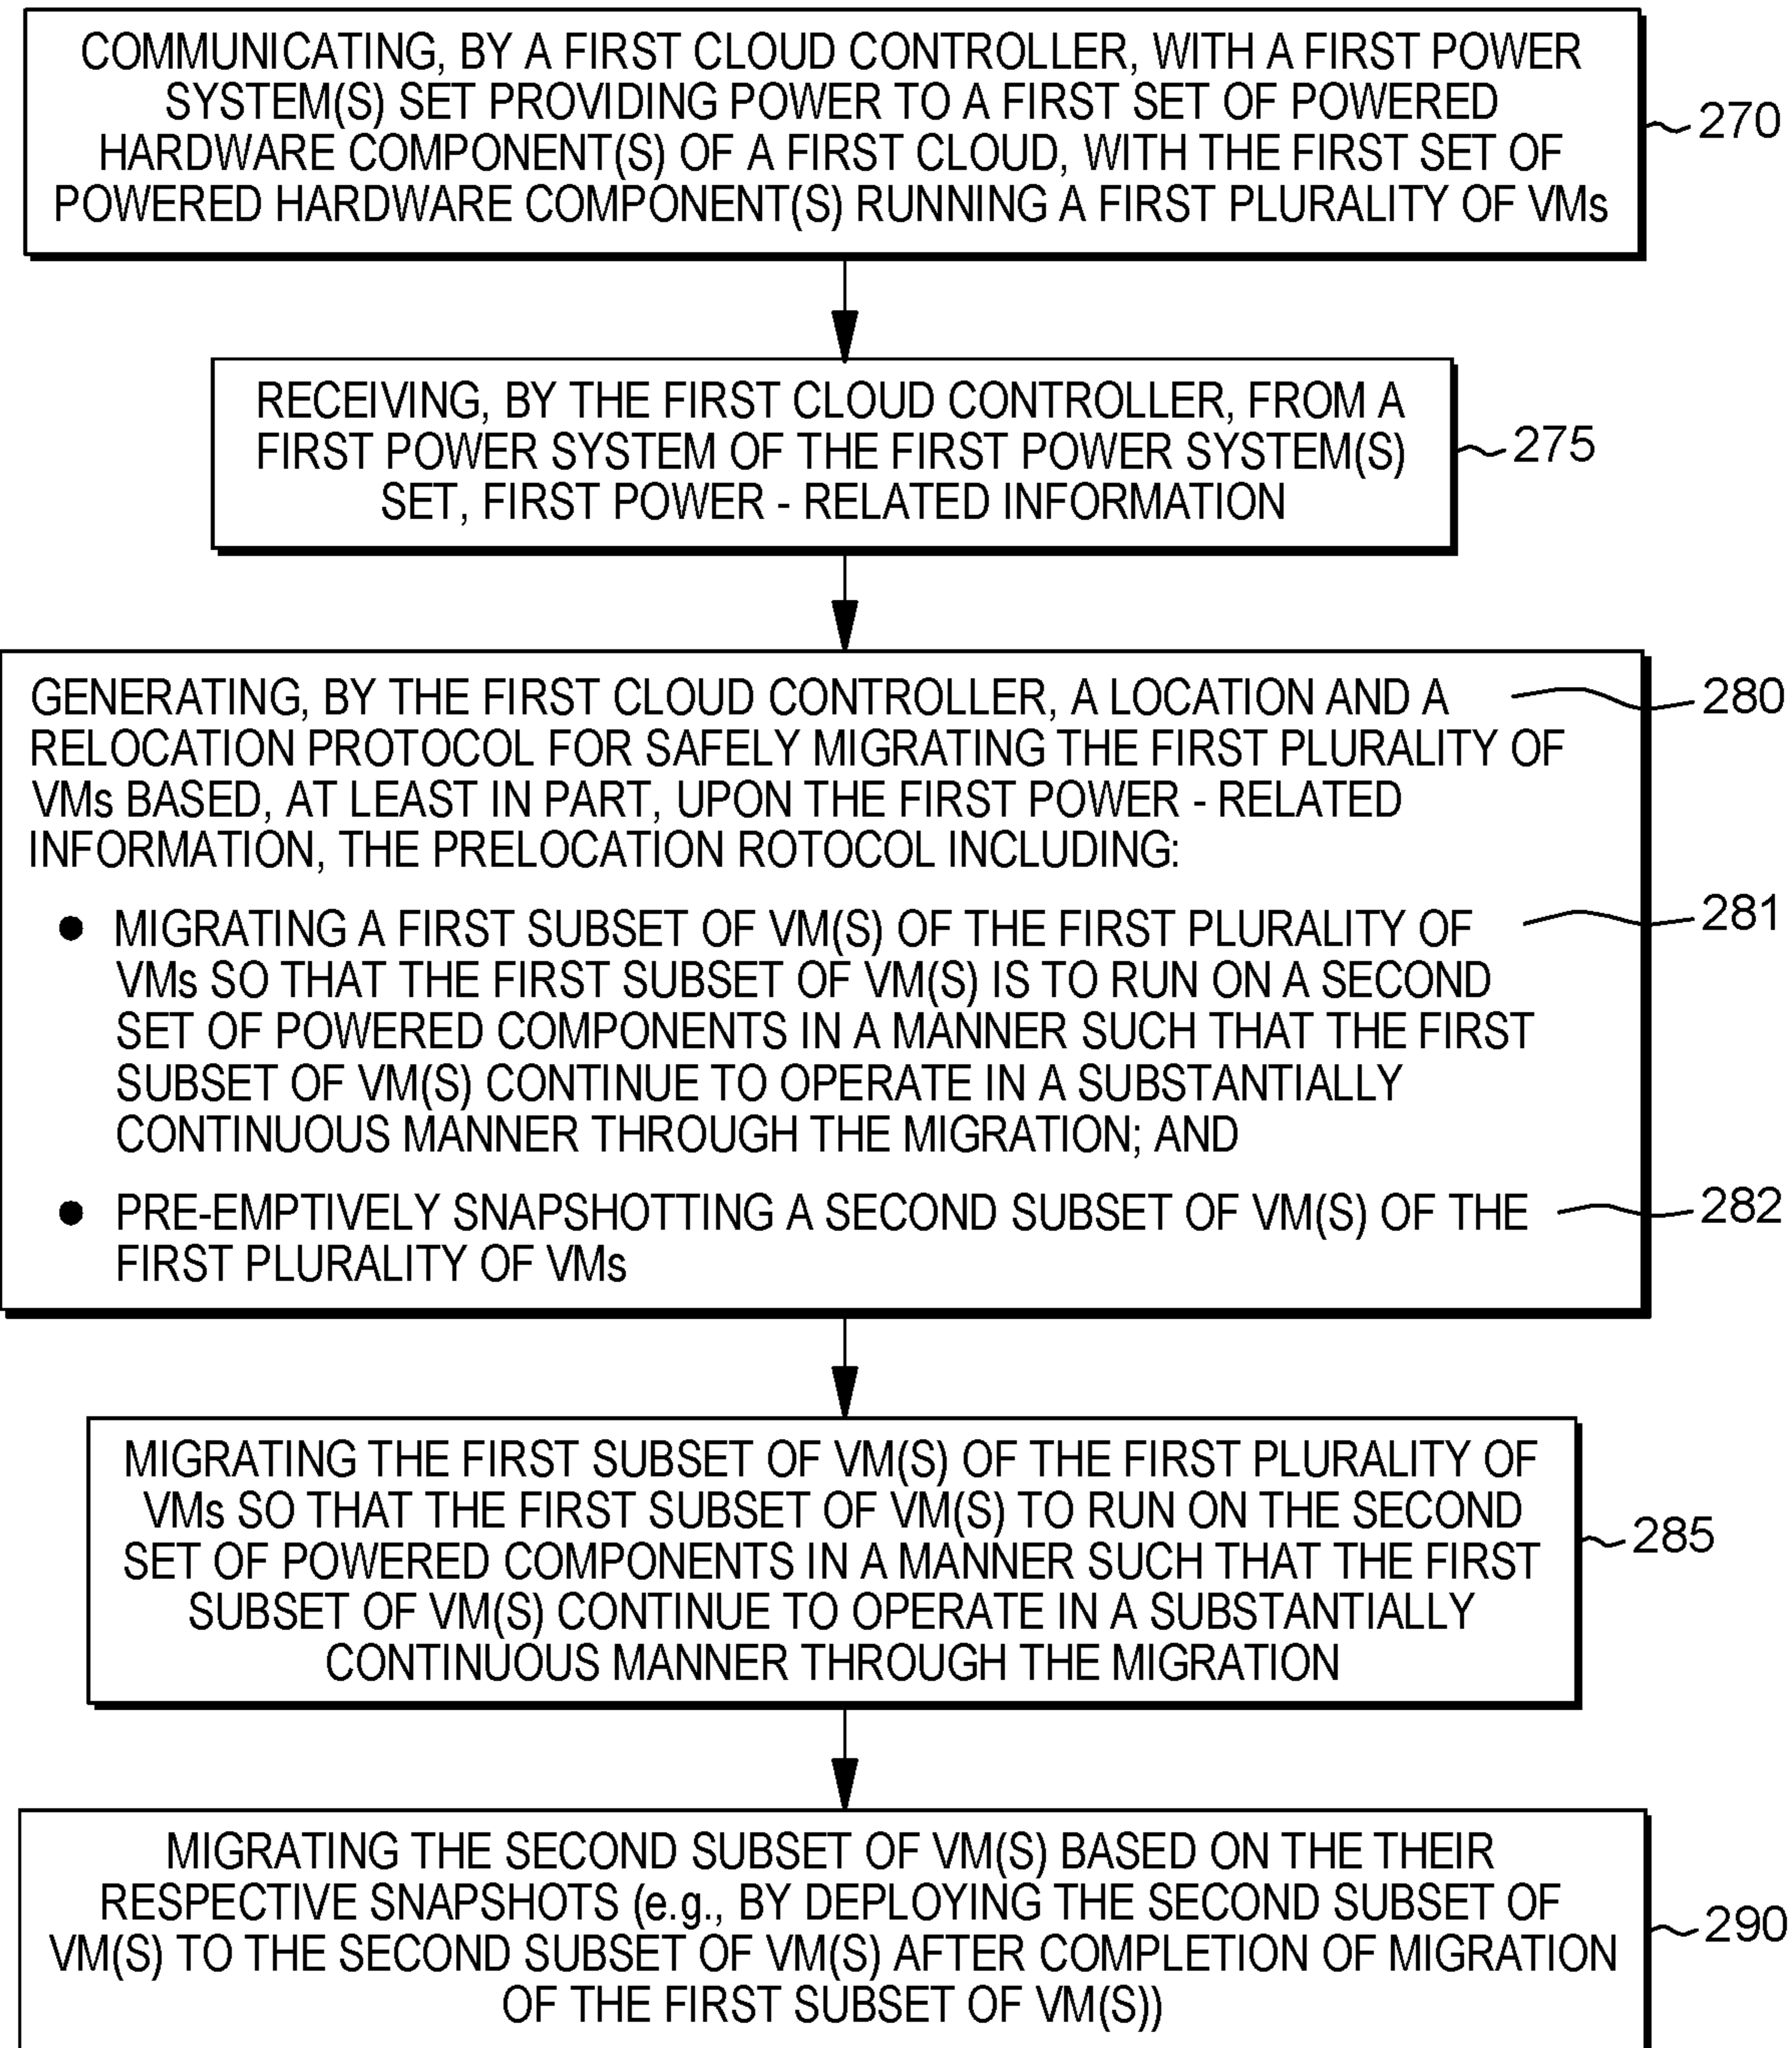 COMMUNICATING, BY A FIRST CLOUD CONTROLLER, WITH A FIRST POWER
SYSTEM(S) SET PROVIDING POWER TO A FIRST SET OF POWERED
HARDWARE COMPONENT(S) OF A FIRST CLOUD, WITH THE FIRST SET OF
POWERED HARDWARE COMPONENT(S) RUNNING A FIRST PLURALITY OF VMs
270
RECEIVING, BY THE FIRST CLOUD CONTROLLER, FROM A
FIRST POWER SYSTEM OF THE FIRST POWER SYSTEM(S)
SET, FIRST POWER - RELATED INFORMATION
275
GENERATING, BY THE FIRST CLOUD CONTROLLER, A LOCATION AND A
RELOCATION PROTOCOL FOR SAFELY MIGRATING THE FIRST PLURALITY OF
VMs BASED, AT LEAST IN PART, UPON THE FIRST POWER - RELATED
INFORMATION, THE PRELOCATION ROTOCOL INCLUDING:
280
● MIGRATING A FIRST SUBSET OF VM(S) OF THE FIRST PLURALITY OF
VMs SO THAT THE FIRST SUBSET OF VM(S) IS TO RUN ON A SECOND
SET OF POWERED COMPONENTS IN A MANNER SUCH THAT THE FIRST
SUBSET OF VM(S) CONTINUE TO OPERATE IN A SUBSTANTIALLY
CONTINUOUS MANNER THROUGH THE MIGRATION; AND
281
● PRE-EMPTIVELY SNAPSHOTTING A SECOND SUBSET OF VM(S) OF THE
FIRST PLURALITY OF VMs
282
MIGRATING THE FIRST SUBSET OF VM(S) OF THE FIRST PLURALITY OF
VMs SO THAT THE FIRST SUBSET OF VM(S) TO RUN ON THE SECOND
SET OF POWERED COMPONENTS IN A MANNER SUCH THAT THE FIRST
SUBSET OF VM(S) CONTINUE TO OPERATE IN A SUBSTANTIALLY
CONTINUOUS MANNER THROUGH THE MIGRATION
285
MIGRATING THE SECOND SUBSET OF VM(S) BASED ON THE THEIR
RESPECTIVE SNAPSHOTS (e.g., BY DEPLOYING THE SECOND SUBSET OF
VM(S) TO THE SECOND SUBSET OF VM(S) AFTER COMPLETION OF MIGRATION
OF THE FIRST SUBSET OF VM(S))
290